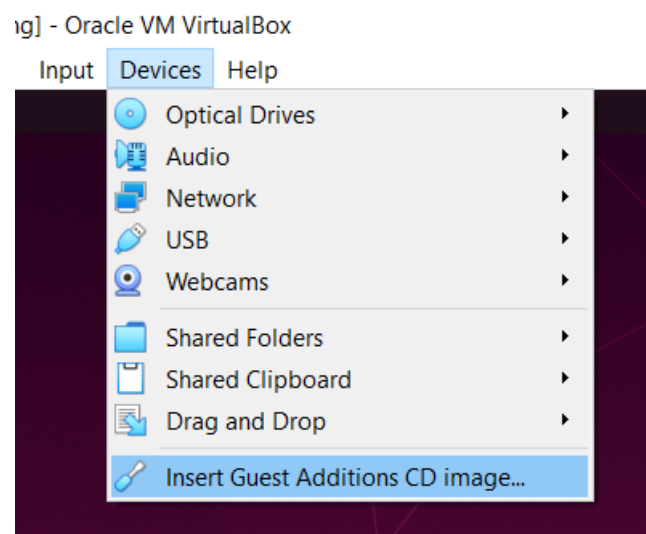 ng] - Oracle VM VirtualBox
Input Devices Help
Optical Drives
Audio
Network
USB
Webcams
Shared Folders
Shared Clipboard
Drag and Drop
Insert Guest Additions CD image...